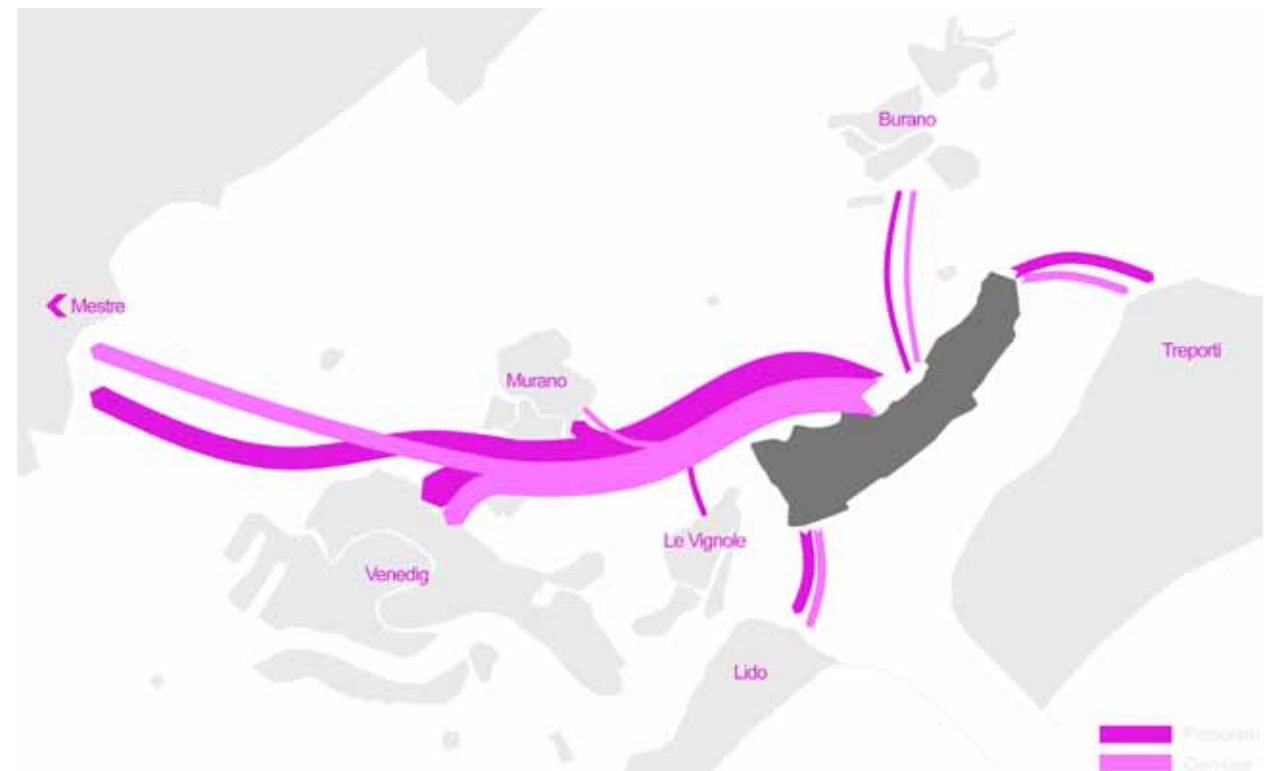 Burano
Mestre
Treporti
Murano
Le Vignole
Venedig
Lido